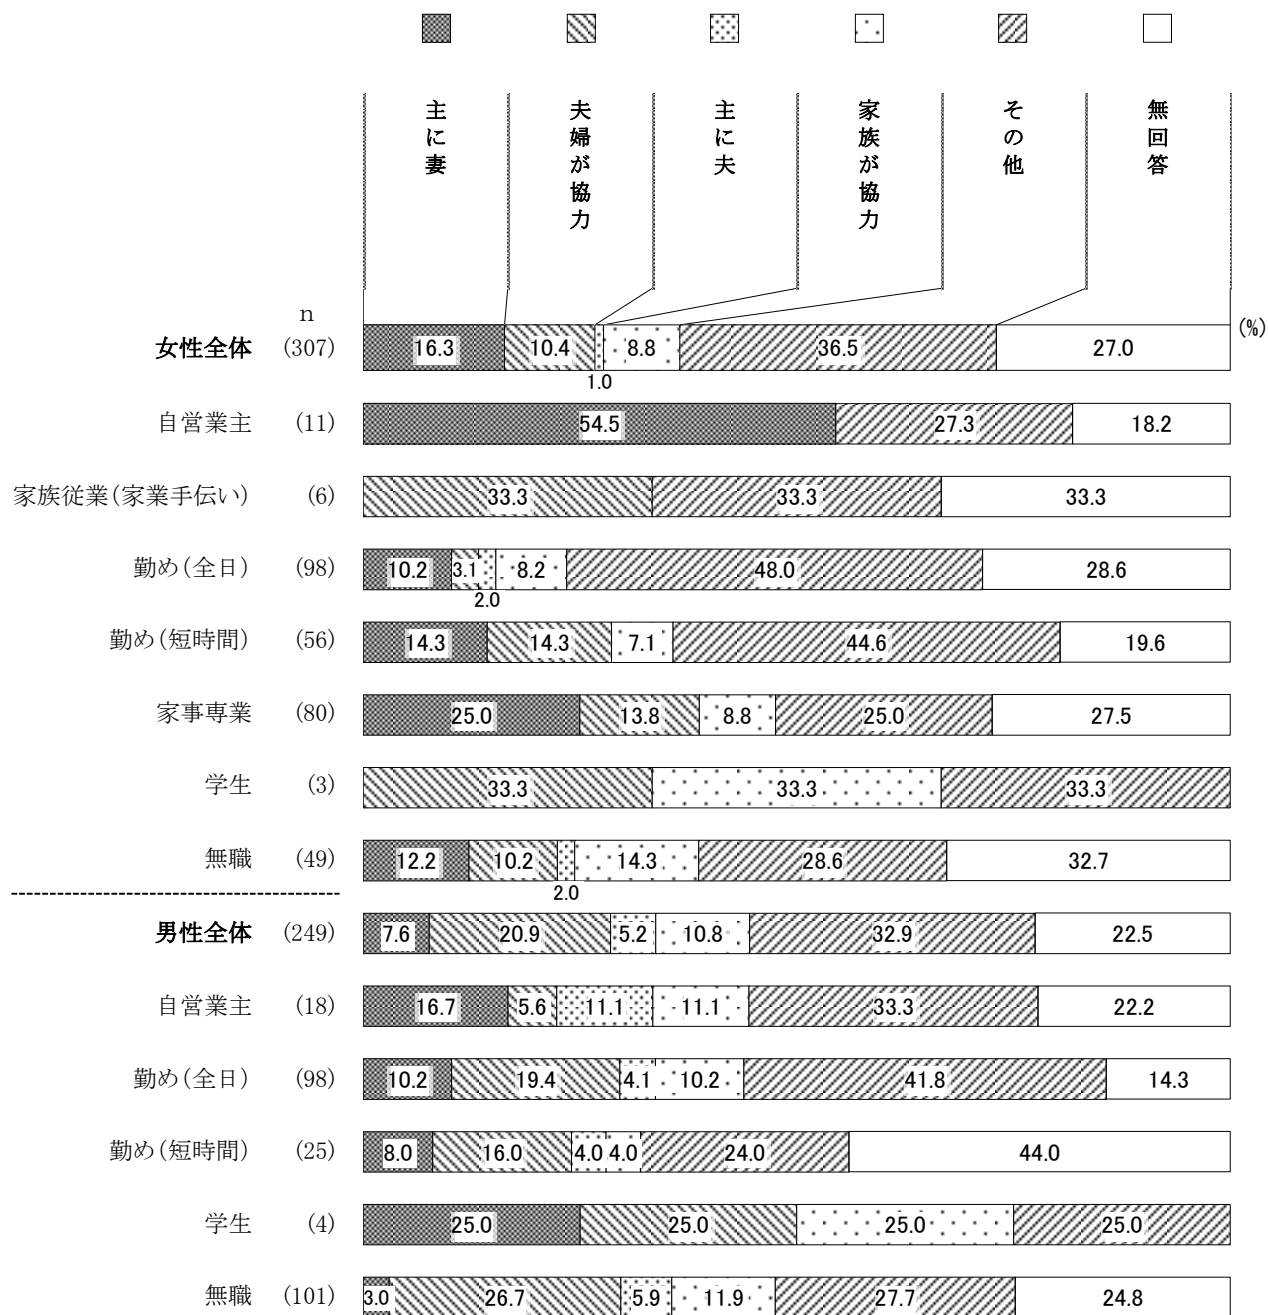 主に妻
夫婦が協力
主に夫
家族が協力
その他
無回答
n
(%)
女性全体 (307) 16.3 10.4 8.8 36.5 27.0
1.0
自営業主 (11) 54.5 27.3 18.2
家族従業(家業手伝い) (6) 33.3 33.3 33.3
勤め(全日) (98) 10.2 3.1 8.2 48.0 28.6
2.0
勤め(短時間) (56) 14.3 14.3 7.1 44.6 19.6
家事専業 (80) 25.0 13.8 8.8 25.0 27.5
学生 (3) 33.3 33.3 33.3
無職 (49) 12.2 10.2 14.3 28.6 32.7
2.0
男性全体 (249) 7.6 20.9 5.2 10.8 32.9 22.5
自営業主 (18) 16.7 5.6 11.1 11.1 33.3 22.2
勤め(全日) (98) 10.2 19.4 4.1 10.2 41.8 14.3
勤め(短時間) (25) 8.0 16.0 4.0 4.0 24.0 44.0
学生 (4) 25.0 25.0 25.0 25.0
無職 (101) 3.0 26.7 5.9 11.9 27.7 24.8